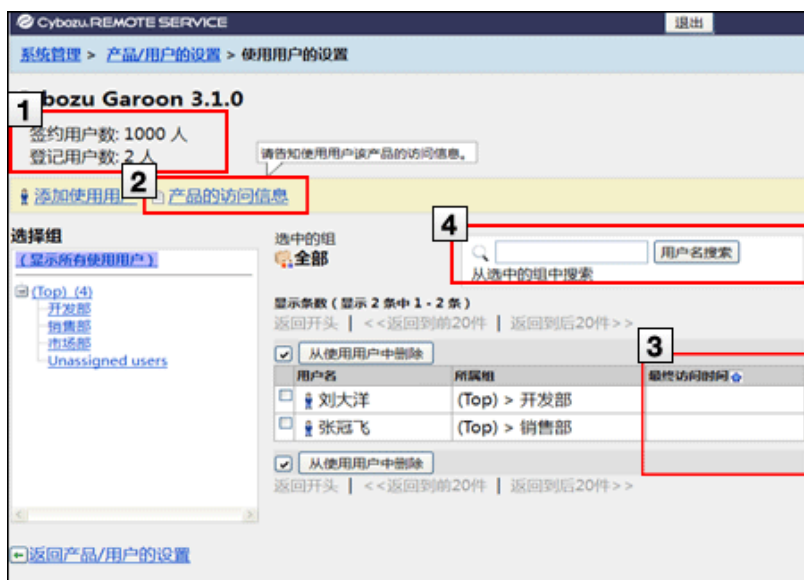 Cybozu.REMOTE SERVICE 退出
系统管理 > 产品/用户的设置 > 使用用户的设置
bozu Garoon 3.1.0
1
签约用户数: 1000 人
登记用户数: 2 人
请告知使用用户该产品的访问信息。
2
添加使用用 产品的访问信息
选择组
(显示所有使用用户)
(Top) (4)
开发部
销售部
市场部
Unassigned users
选中的组
全部
4
用户名搜索
从选中的组中搜索
显示条数 ( 显示 2 条中 1 - 2 条 )
返回开头 | <<返回到前20件 | 返回到后20件>>
3
从使用用户中删除
用户名 所属组 最终访问时间
刘大洋 (Top) > 开发部
张冠飞 (Top) > 销售部
从使用用户中删除
返回开头 | <<返回到前20件 | 返回到后20件>>
返回产品/用户的设置